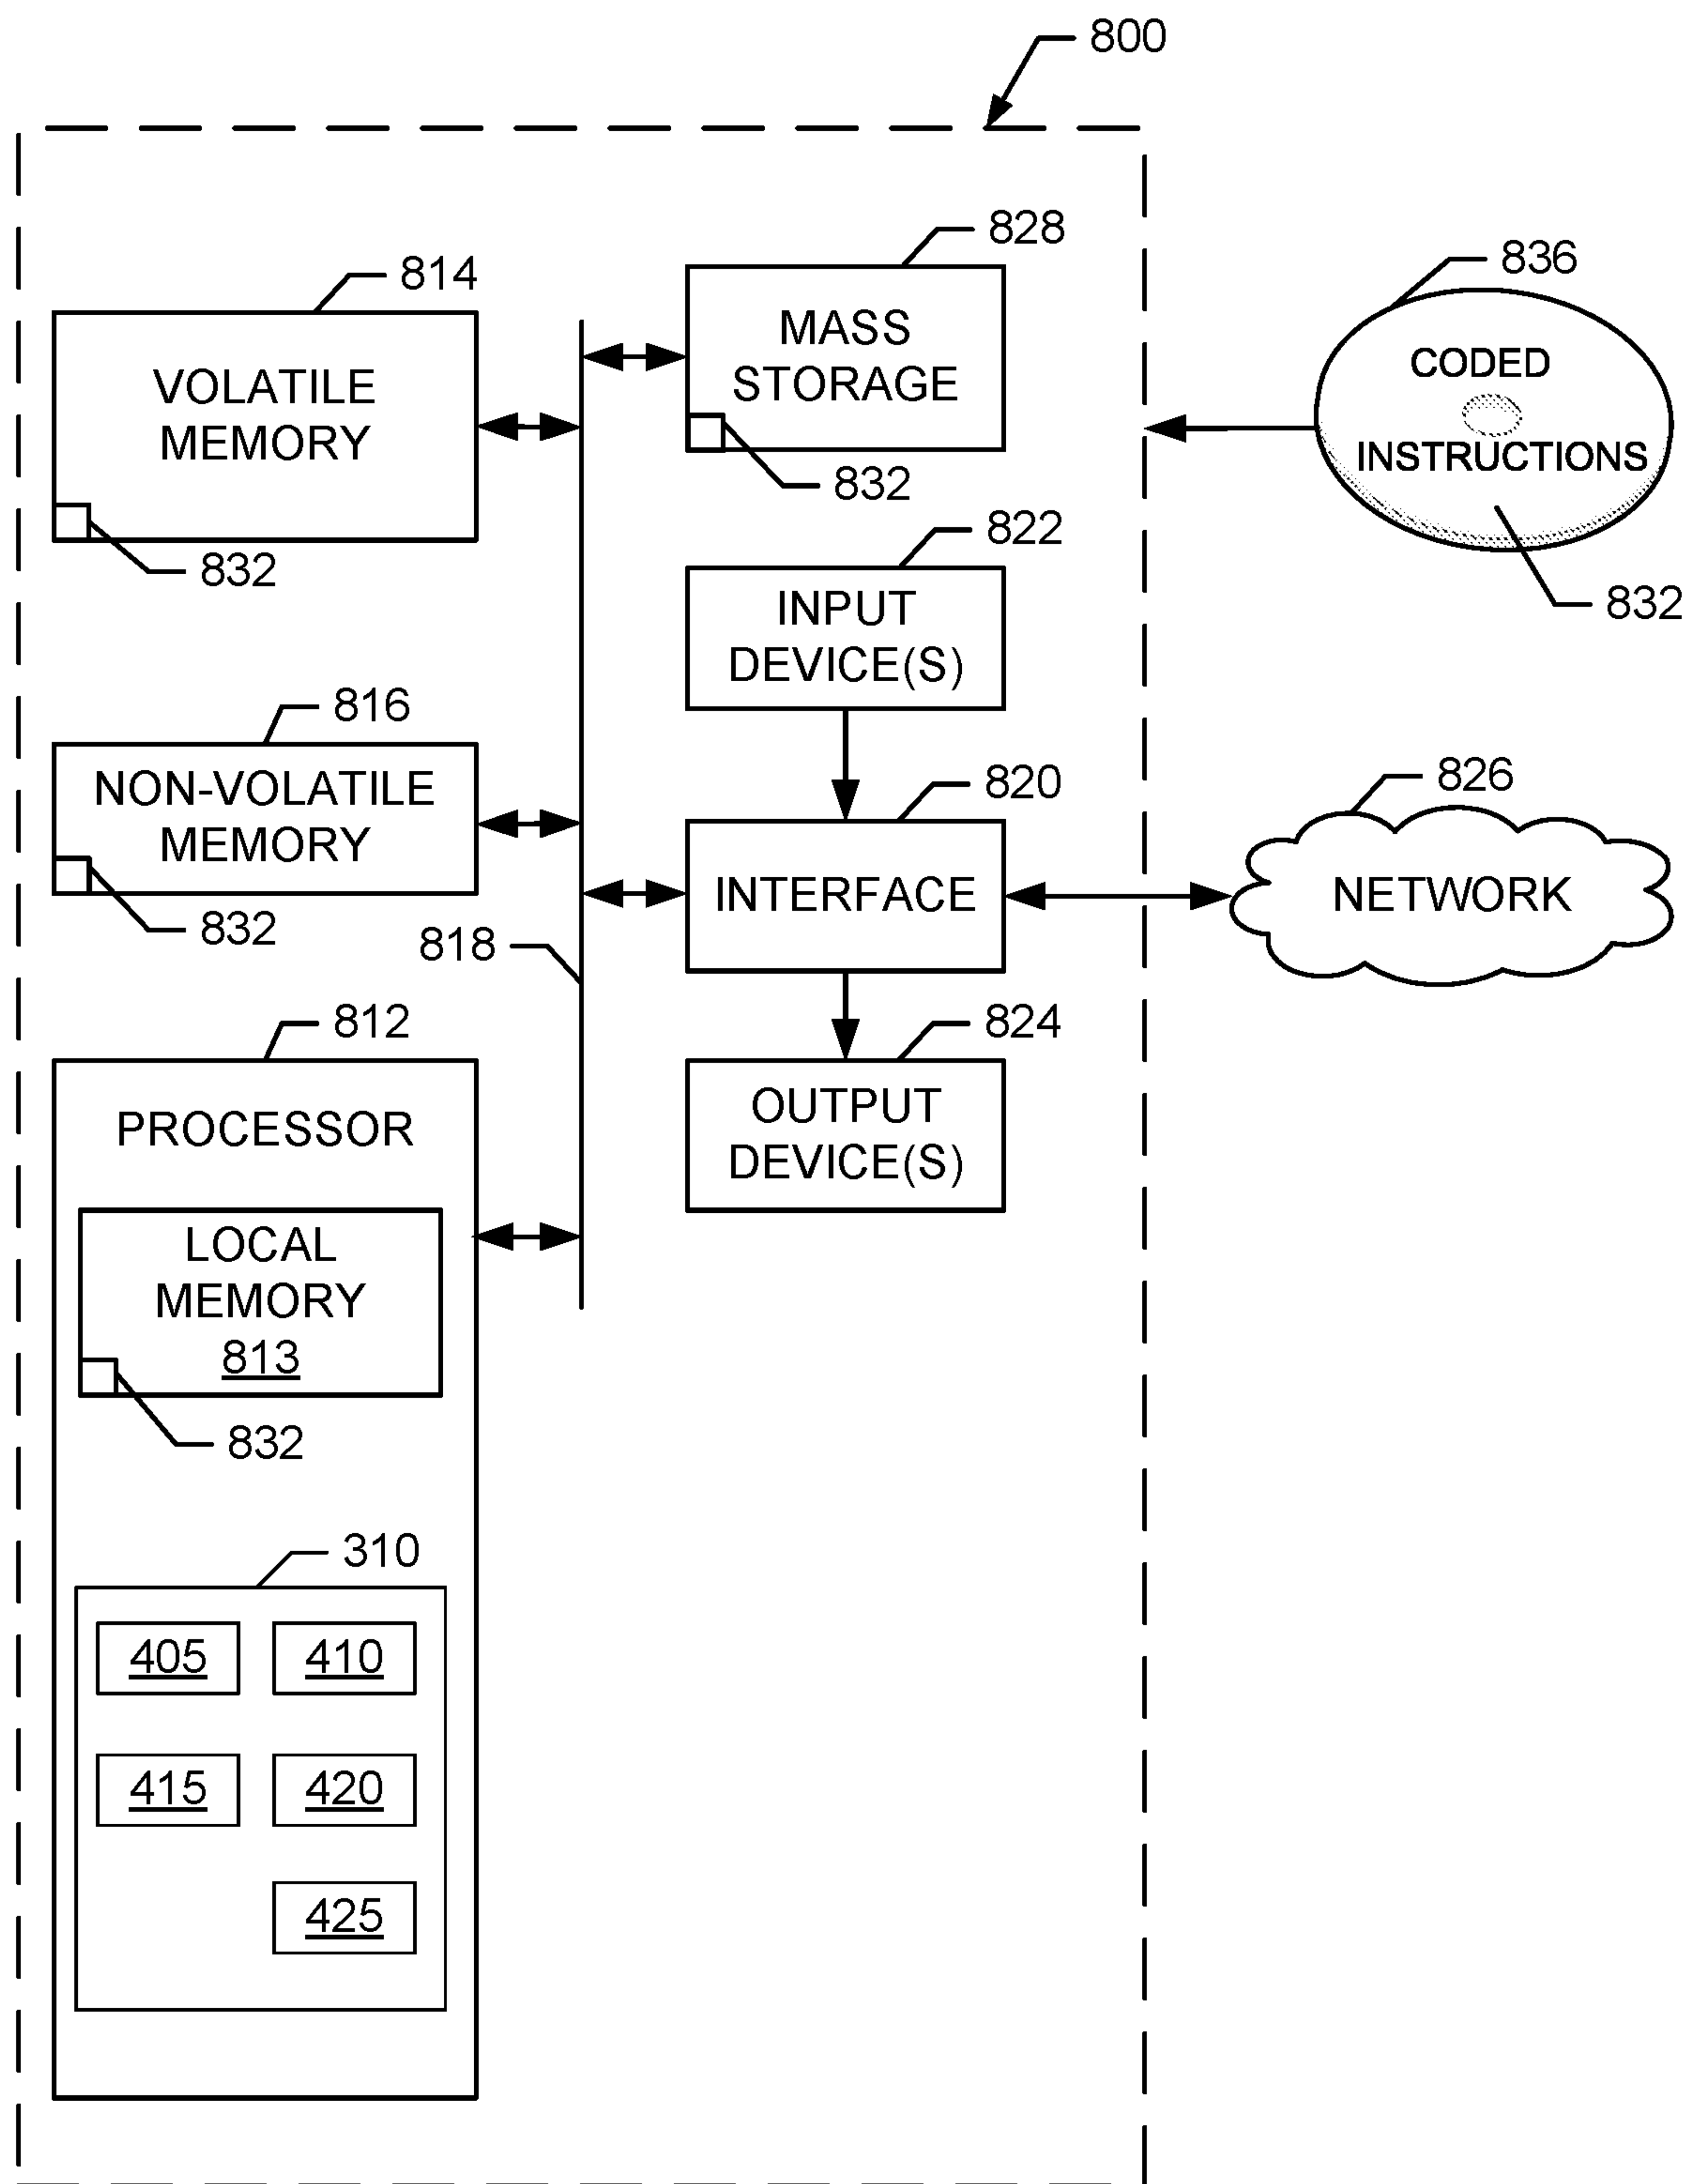 800
828
814
MASS
STORAGE
832
VOLATILE
MEMORY
832
836
CODED
INSTRUCTIONS
832
822
INPUT
DEVICE(S)
816
NON-VOLATILE
MEMORY
832
820
INTERFACE
826
NETWORK
818
812
PROCESSOR
824
OUTPUT
DEVICE(S)
LOCAL
MEMORY
813
832
310
405
410
415
420
425